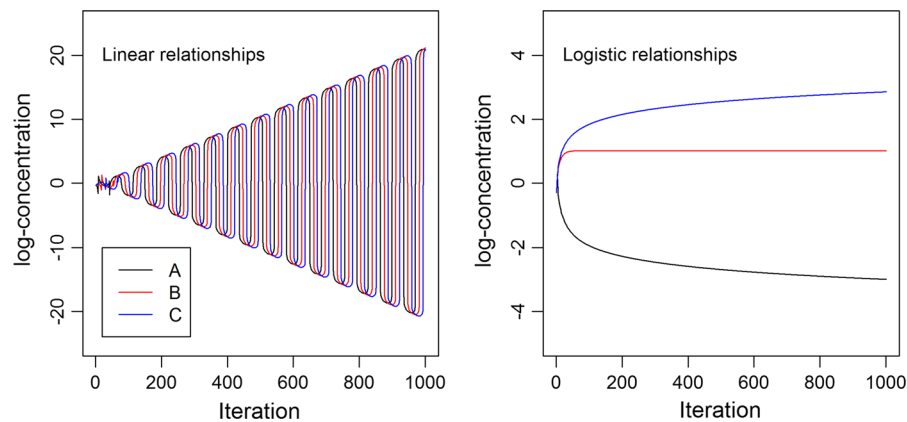 Linear relationships
log-concentration
20
10
0
-10
-20
A
B
C
0 200 400 600 800 1000
Iteration
Logistic relationships
log-concentration
4
2
0
-2
-4
0 200 400 600 800 1000
Iteration